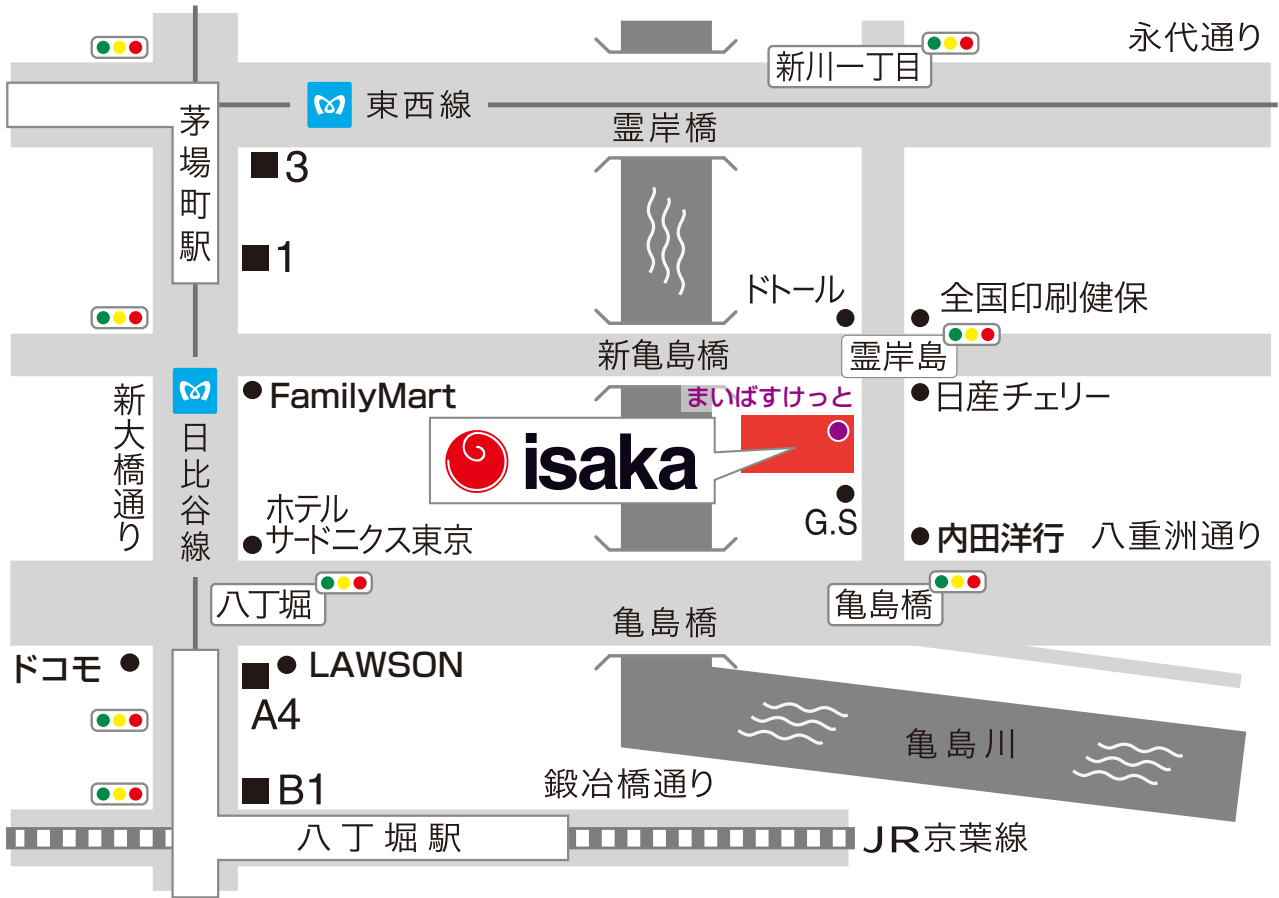 永代通り
新川一丁目
東西線
霊岸橋
茅場町駅
3
1
ドトール
全国印刷健保
新亀島橋
霊岸島
新大橋通り
日比谷線
FamilyMart
まいばすけっと
日産チェリー
isaka
ホテル
サードニクス東京
G.S
内田洋行
八重洲通り
八丁堀
亀島橋
亀島橋
ドコモ
LAWSON
A4
亀島川
B1
鍛冶橋通り
八丁堀駅
JR京葉線